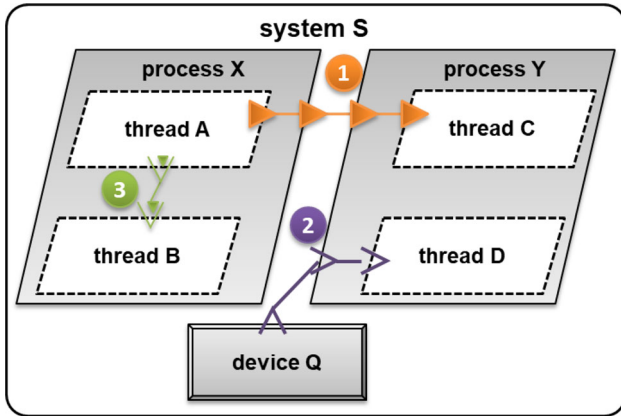 system S
process X
process Y
1
thread A
thread C
3
2
thread B
thread D
device Q